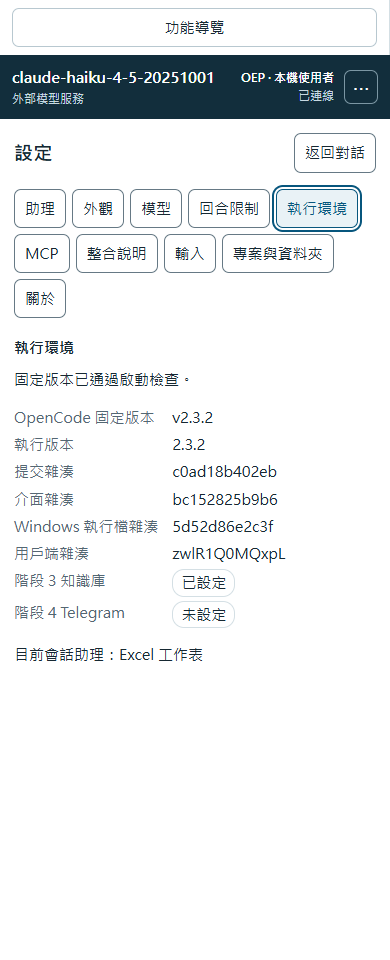 功能導覽
claude-haiku-4-5-20251001
外部模型服務
OEP · 本機使用者
已連線
...
設定
返回對話
助理
外觀
模型
回合限制
執行環境
MCP
整合說明
輸入
專案與資料夾
關於
執行環境
固定版本已通過啟動檢查。
OpenCode 固定版本 v2.3.2
執行版本 2.3.2
提交雜湊 c0ad18b402eb
介面雜湊 bc152825b9b6
Windows 執行檔雜湊 5d52d86e2c3f
用戶端雜湊 zwlR1Q0MQxpL
階段 3 知識庫 已設定
階段 4 Telegram 未設定
目前會話助理：Excel 工作表